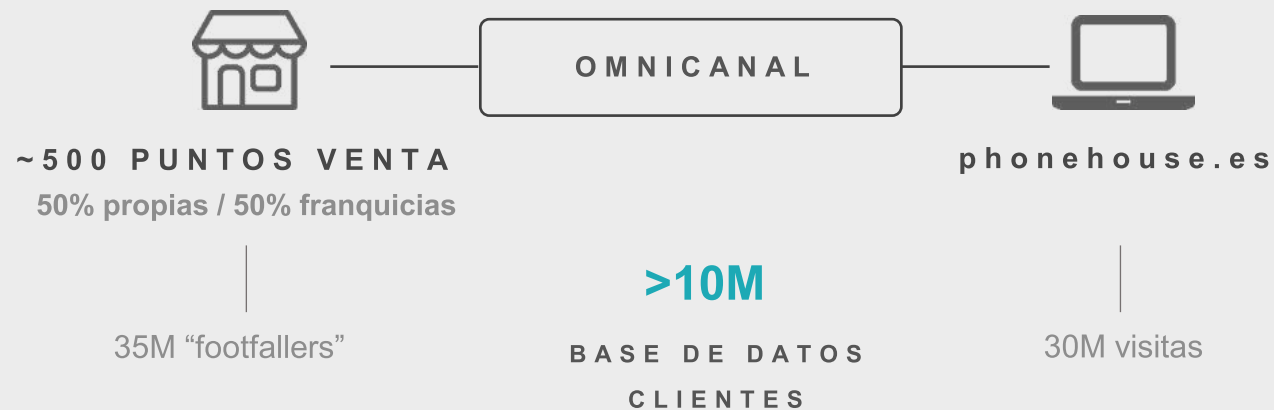 OMNICANAL
~500 PUNTOS VENTA
50% propias / 50% franquicias
35M “footfallers”
>10M
BASE DE DATOS
CLIENTES
phonehouse.es
30M visitas